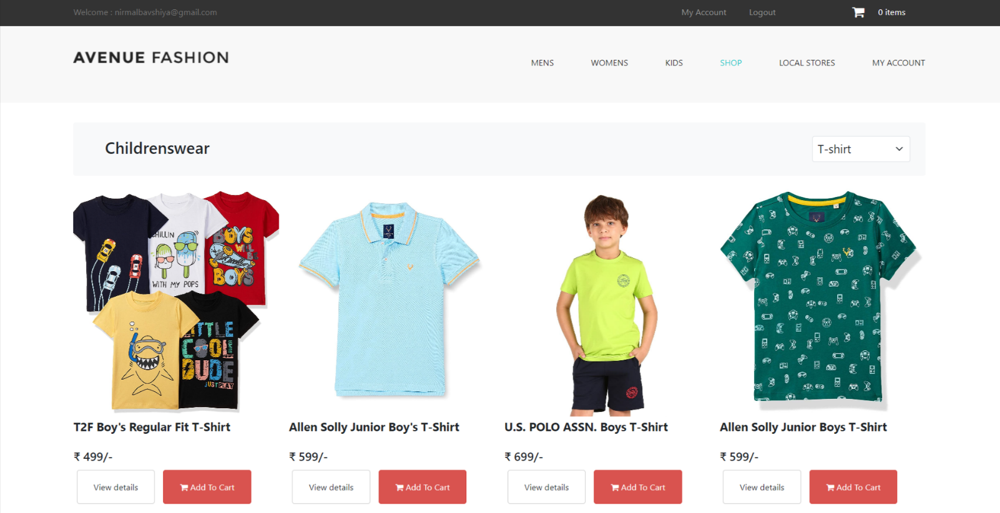 Welcome : nirmalbavshiya@gmail.com My Account Logout 0 items
AVENUE FASHION
MENS WOMENS KIDS SHOP LOCAL STORES MY ACCOUNT
Childrenswear
T-shirt
CHILLIN
WITH MY POPS
BOYS
WILL
BE
BOYS
LITTLE
COOL
SUPER
DUDE
JUST PLAY
T2F Boy's Regular Fit T-Shirt
₹ 499/-
View details Add To Cart
Allen Solly Junior Boy's T-Shirt
₹ 599/-
View details Add To Cart
U.S. POLO ASSN. Boys T-Shirt
₹ 699/-
View details Add To Cart
Allen Solly Junior Boys T-Shirt
₹ 599/-
View details Add To Cart